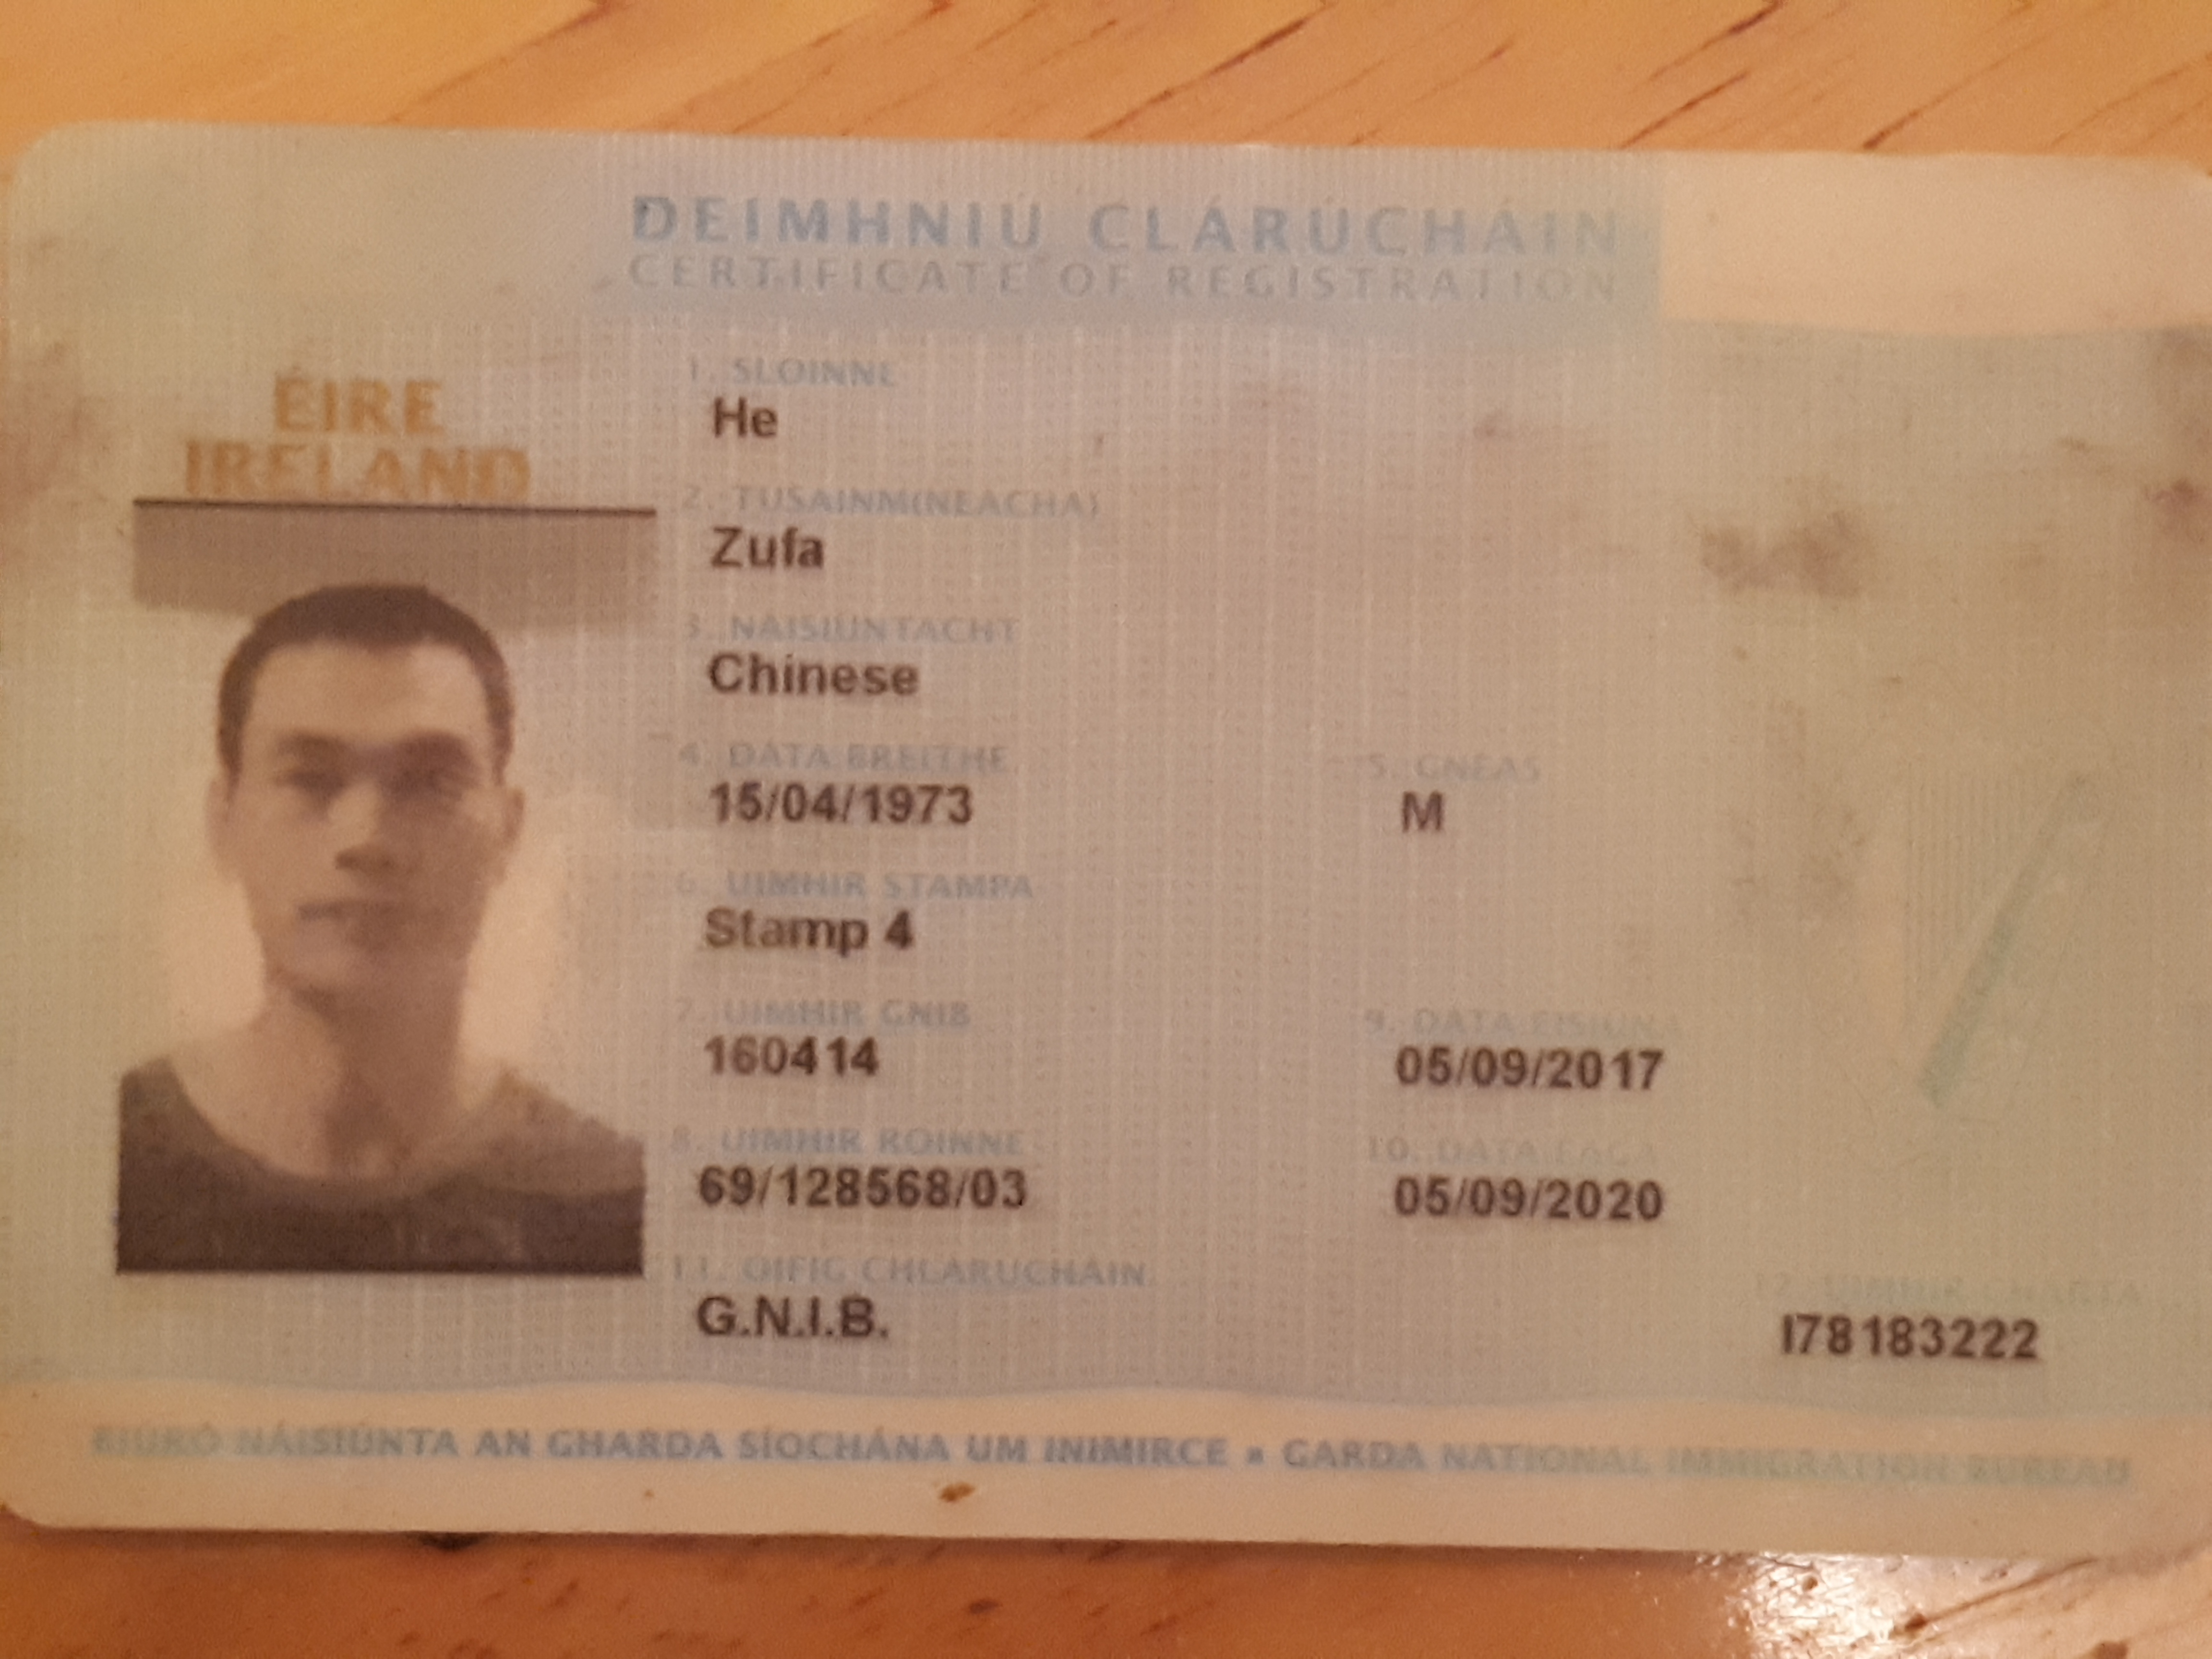 DEIMHNIÚ CLÁRÚCHÁIN
CERTIFICATE OF REGISTRATION
ÉIRE
IRELAND
1. SLOINNE
He
2. TUSAINM(NEACHA)
Zufa
3. NÁISIÚNTACHT
Chinese
4. DÁTA BREITHE
15/04/1973
5. GNÉAS
M
6. UIMHIR STAMPA
Stamp 4
7. UIMHIR GNIB
160414
9. DÁTA EISIÚNA
05/09/2017
8. UIMHIR ROINNE
69/128568/03
10. DÁTA ÉAGA
05/09/2020
11. OIFIG CHLÁRÚCHÁIN
G.N.I.B.
12. UIMHIR CHÁRTA
I78183222
BIÚRÓ NÁISIÚNTA AN GHARDA SÍOCHÁNA UM INIMIRCE ▪ GARDA NATIONAL IMMIGRATION BUREAU